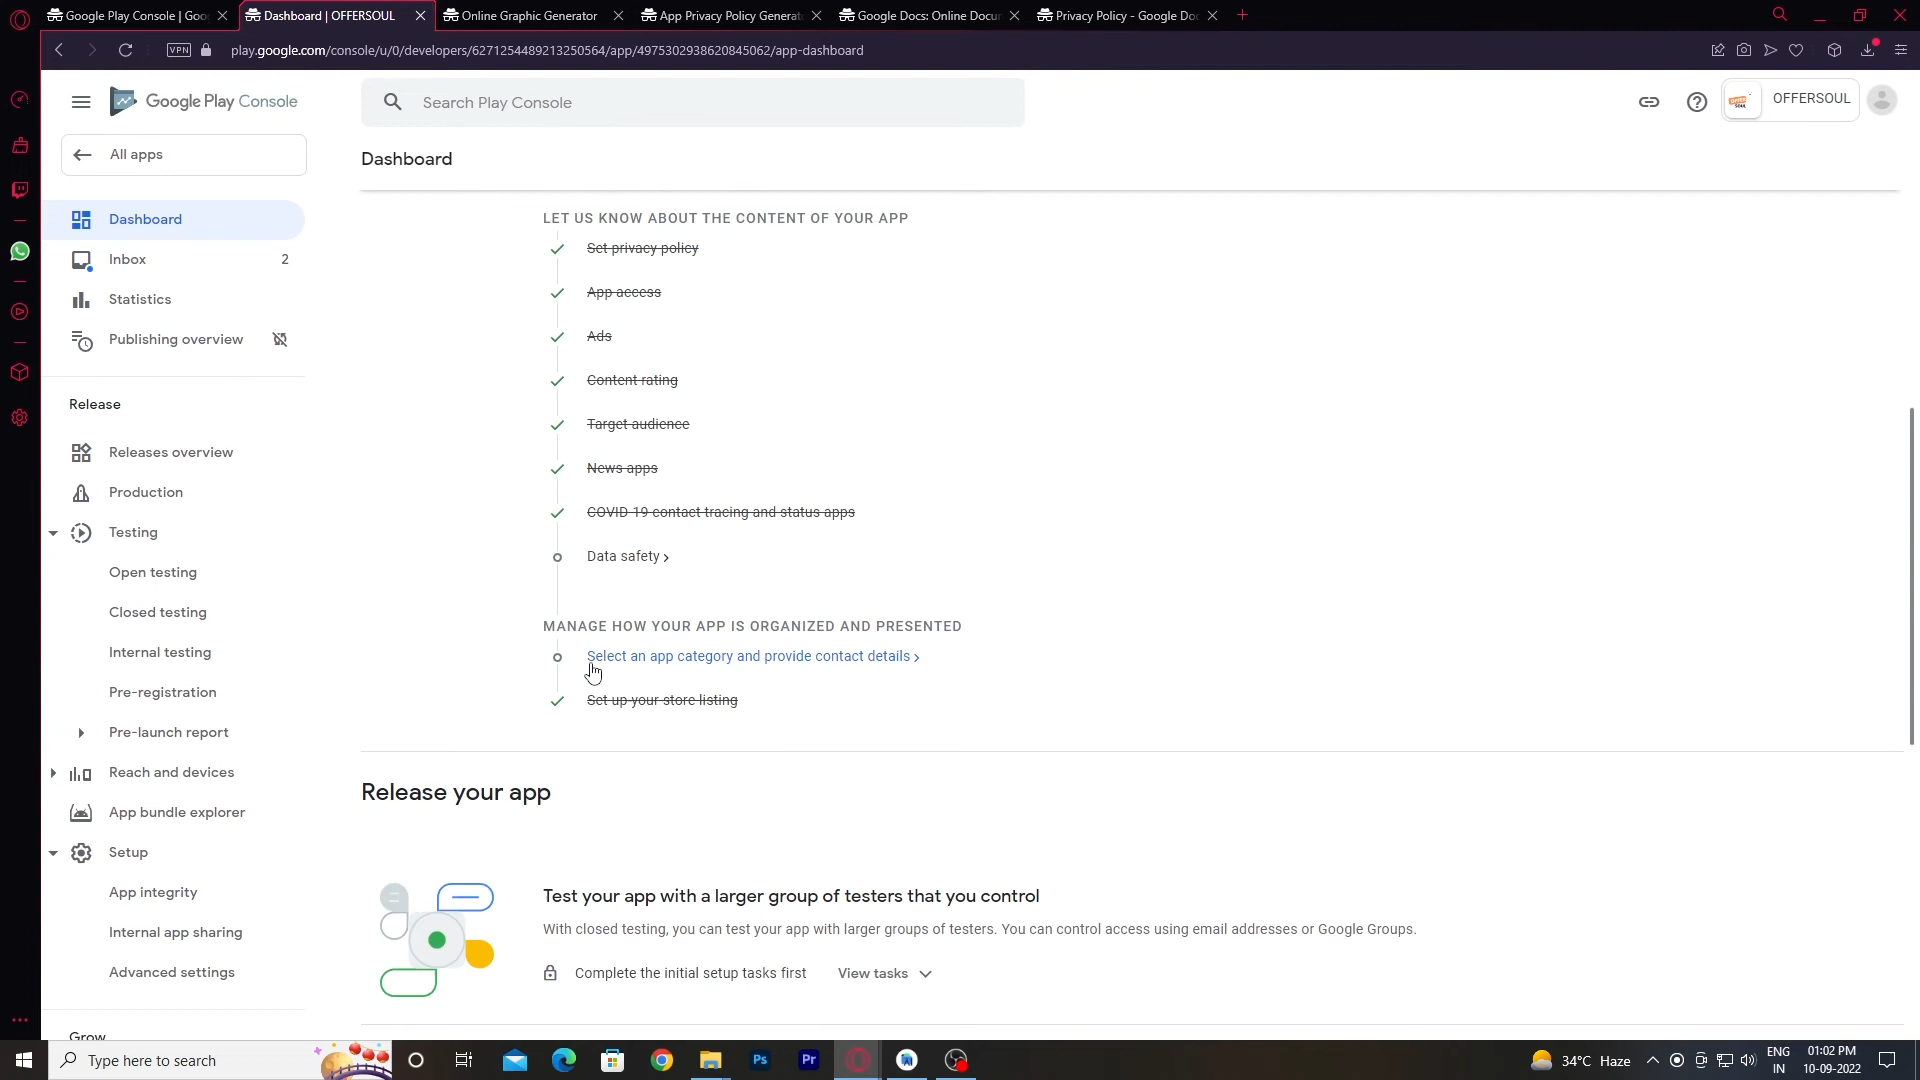 Google Play Console | Goo
Dashboard | OFFERSOUL
Online Graphic Generator
App Privacy Policy Generat
Google Docs: Online Docu
Privacy Policy - Google Do
VPN
play.google.com/console/u/0/developers/6271254489213250564/app/4975302938620845062/app-dashboard
Google Play Console
Search Play Console
OFFERSOUL
All apps
Dashboard
Dashboard
Inbox 2
Statistics
Publishing overview
Release
Releases overview
Production
Testing
Open testing
Closed testing
Internal testing
Pre-registration
Pre-launch report
Reach and devices
App bundle explorer
Setup
App integrity
Internal app sharing
Advanced settings
Grow
LET US KNOW ABOUT THE CONTENT OF YOUR APP
Set privacy policy
App access
Ads
Content rating
Target audience
News apps
COVID-19 contact tracing and status apps
Data safety
MANAGE HOW YOUR APP IS ORGANIZED AND PRESENTED
Select an app category and provide contact details
Set up your store listing
Release your app
Test your app with a larger group of testers that you control
With closed testing, you can test your app with larger groups of testers. You can control access using email addresses or Google Groups.
Complete the initial setup tasks first View tasks
Type here to search
Ps
Pr
34°C Haze
ENG
IN
01:02 PM
10-09-2022